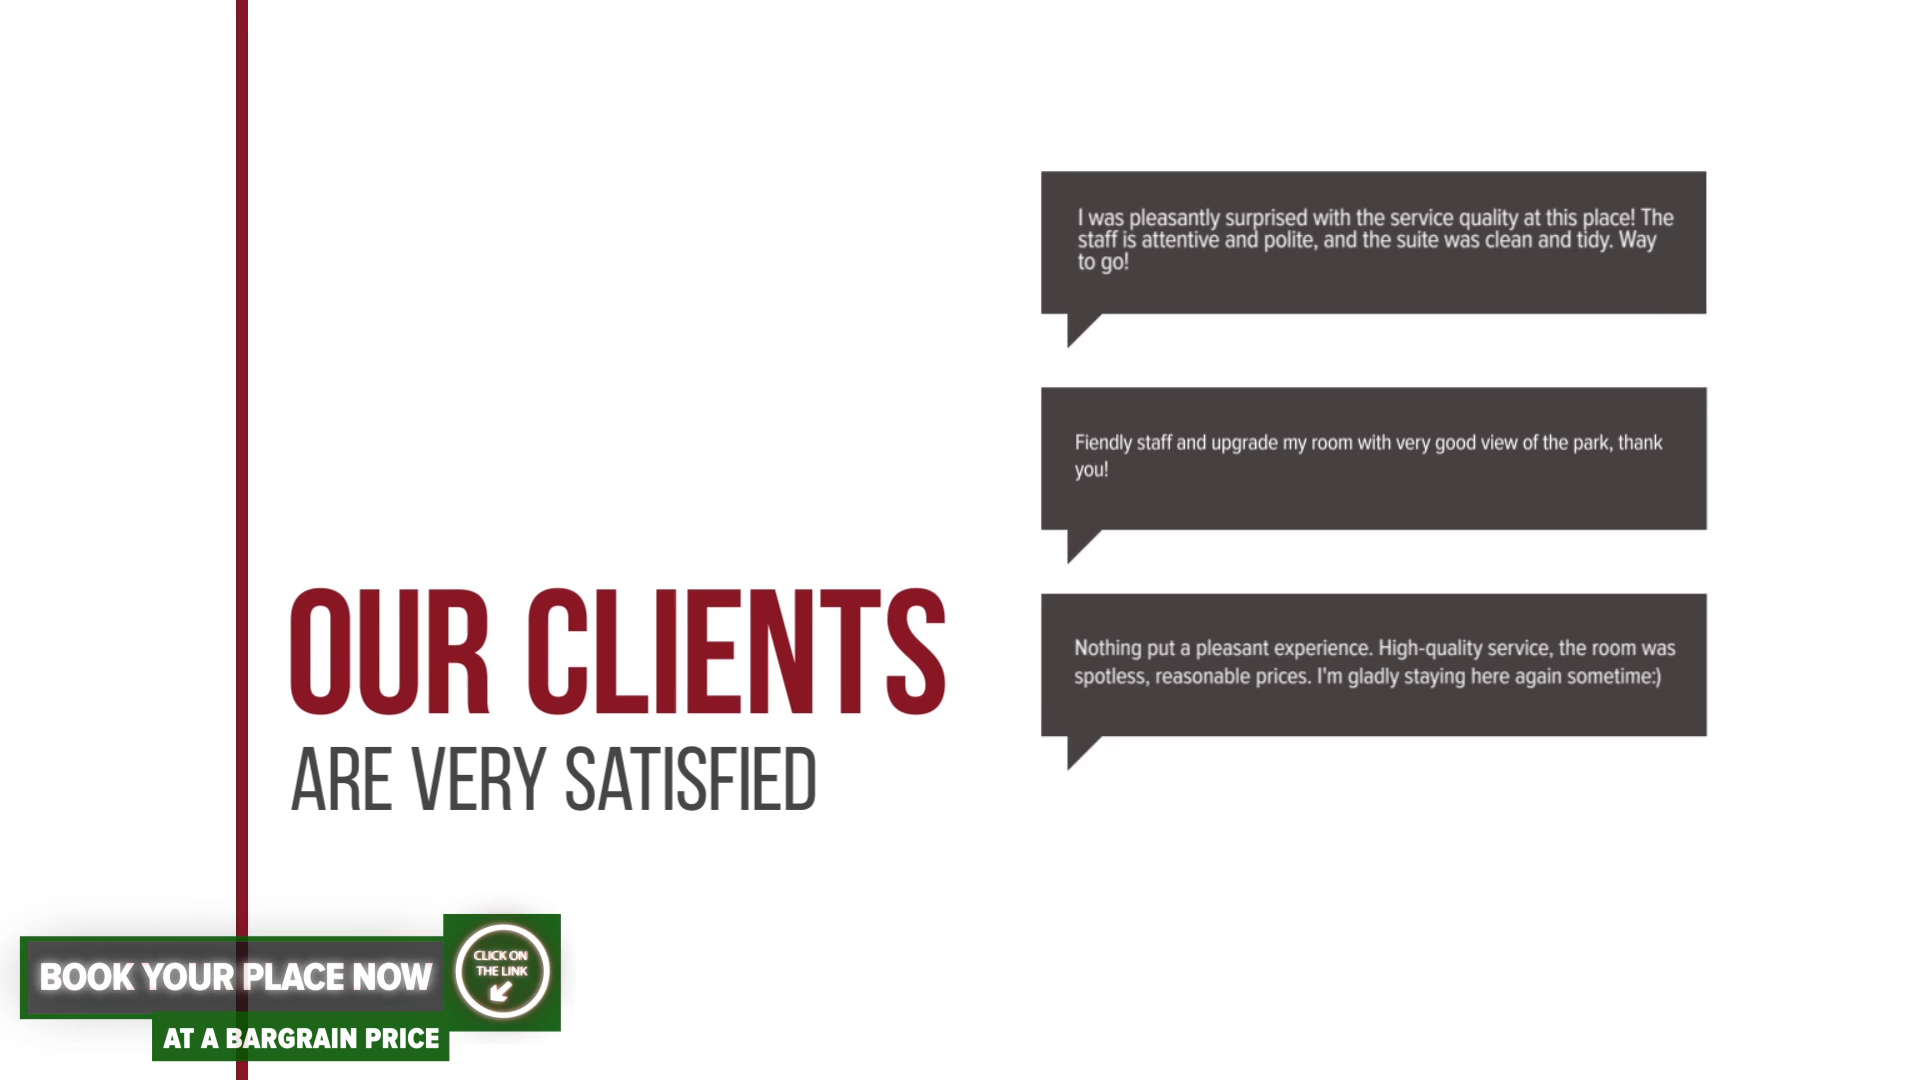 I was pleasantly surprised with the service quality at this place! The
staff is attentive and polite, and the suite was clean and tidy. Way
to go!
Fiendly staff and upgrade my room with very good view of the park, thank
you!
Nothing put a pleasant experience. High-quality service, the room was
spotless, reasonable prices. I'm gladly staying here again sometime:)
OUR CLIENTS
ARE VERY SATISFIED
BOOK YOUR PLACE NOW
CLICK ON
THE LINK
AT A BARGRAIN PRICE